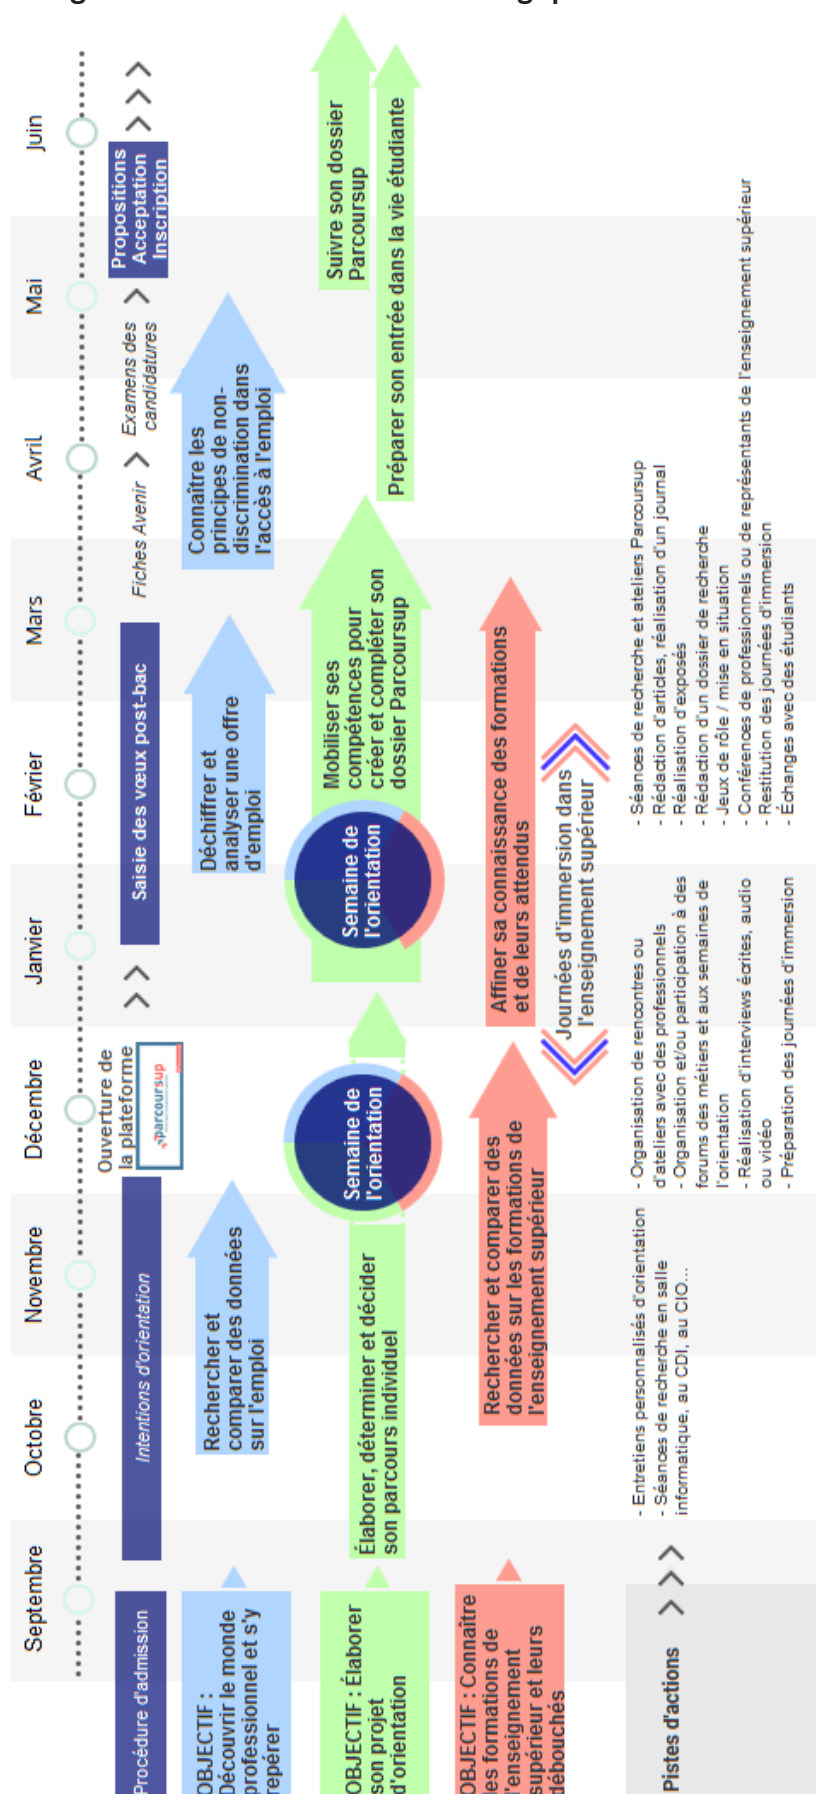 Septembre
Octobre
Novembre
Décembre
Janvier
Février
Mars
Avril
Mai
Juin
Procédure d'admission
Intentions d'orientation
Ouverture de
la plateforme
parcoursup
Saisie des vœux post-bac
Fiches Avenir
Examens des
candidatures
Propositions
Acceptation
Inscription
OBJECTIF :
Découvrir le monde
professionnel et s'y
repérer
Rechercher et
comparer des données
sur l'emploi
Déchiffrer et
analyser une offre
d'emploi
Connaître les
principes de non-
discrimination dans
l'accès à l'emploi
OBJECTIF : Élaborer
son projet
d'orientation
Élaborer, déterminer et décider
son parcours individuel
Semaine de
l'orientation
Semaine de
l'orientation
Mobiliser ses
compétences pour
créer et compléter son
dossier Parcoursup
Suivre son dossier
Parcoursup
Préparer son entrée dans la vie étudiante
OBJECTIF : Connaître
les formations de
l'enseignement
supérieur et leurs
débouchés
Rechercher et comparer des
données sur les formations de
l'enseignement supérieur
Affiner sa connaissance des formations
et de leurs attendus
Journées d'immersion dans
l'enseignement supérieur
Pistes d'actions
- Entretiens personnalisés d'orientation
- Séances de recherche en salle
informatique, au CDI, au CIO...
- Organisation de rencontres ou
d'ateliers avec des professionnels
- Organisation et/ou participation à des
forums des métiers et aux semaines de
l'orientation
- Réalisation d'interviews écrites, audio
ou vidéo
- Préparation des journées d'immersion
- Séances de recherche et ateliers Parcoursup
- Rédaction d'articles, réalisation d'un journal
- Réalisation d'exposés
- Rédaction d'un dossier de recherche
- Jeux de rôle / mise en situation
- Conférences de professionnels ou de représentants de l'enseignement supérieur
- Restitution des journées d'immersion
- Échanges avec des étudiants